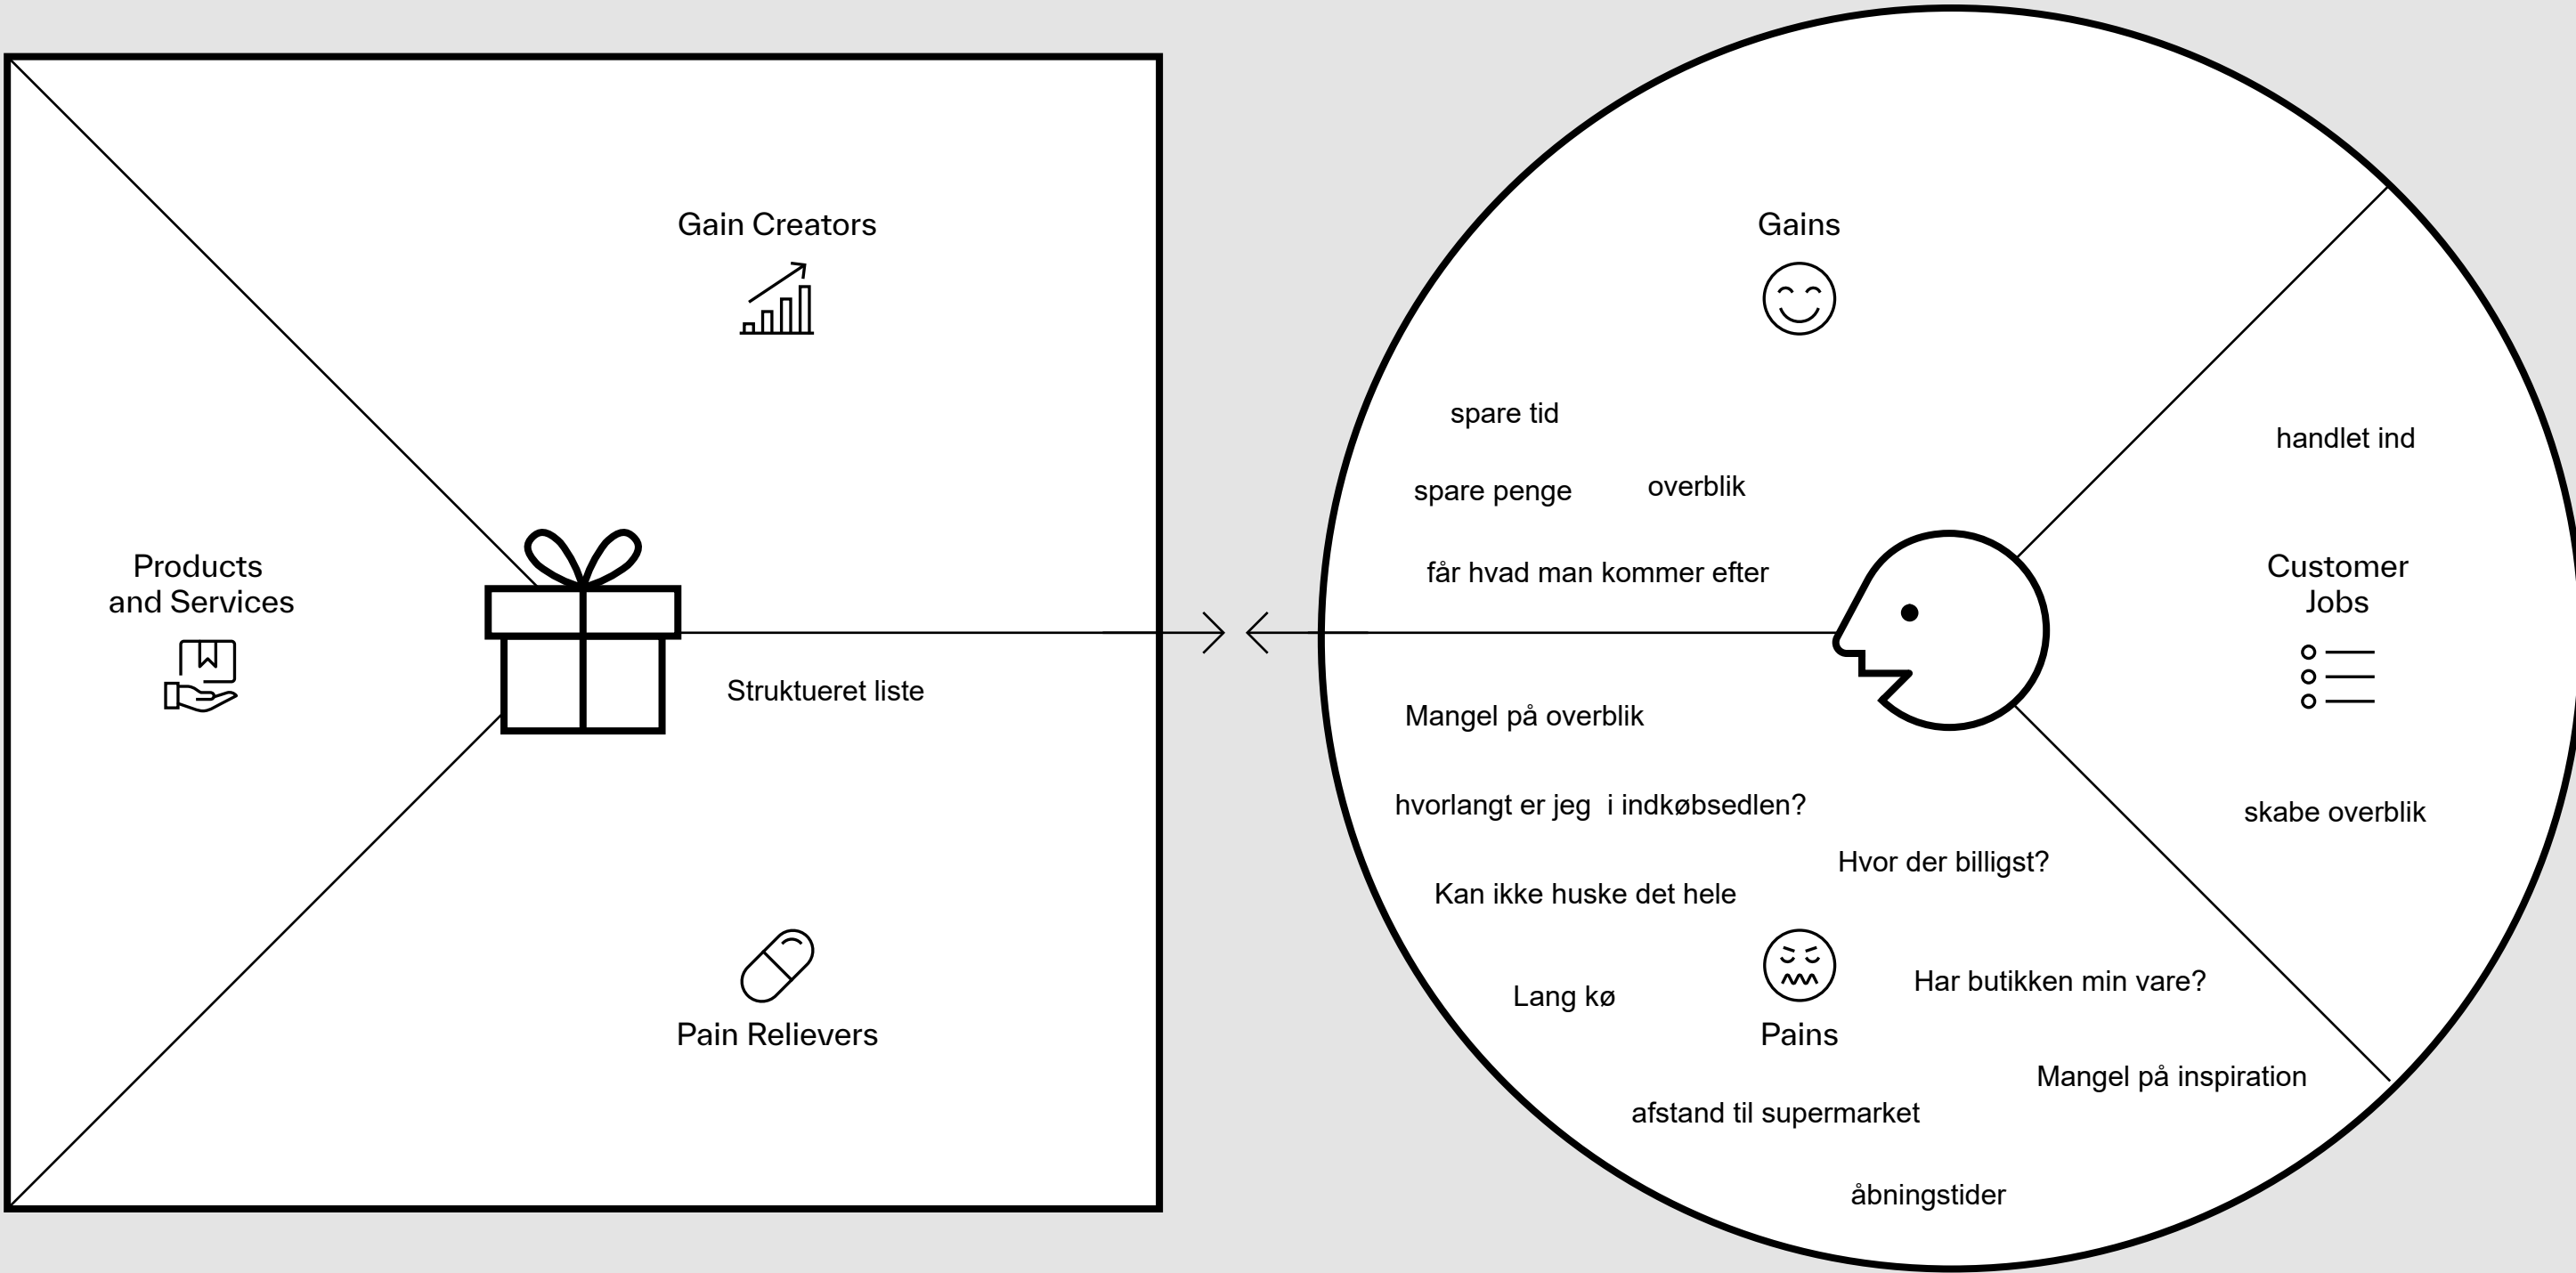 Gain Creators
Products
and Services
Struktueret liste
Pain Relievers
Gains
spare tid
spare penge
overblik
får hvad man kommer efter
handlet ind
Customer
Jobs
skabe overblik
Mangel på overblik
hvorlangt er jeg  i indkøbsedlen?
Hvor der billigst?
Kan ikke huske det hele
Har butikken min vare?
Lang kø
Pains
Mangel på inspiration
afstand til supermarket
åbningstider